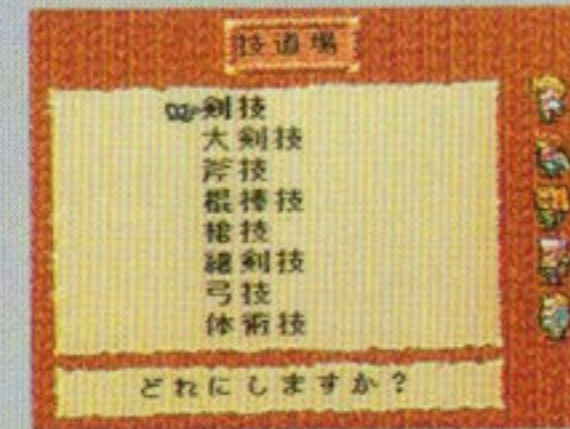 技道場
剣技
大剣技
斧技
棍棒技
槍技
細剣技
弓技
体術技
どれにしますか？